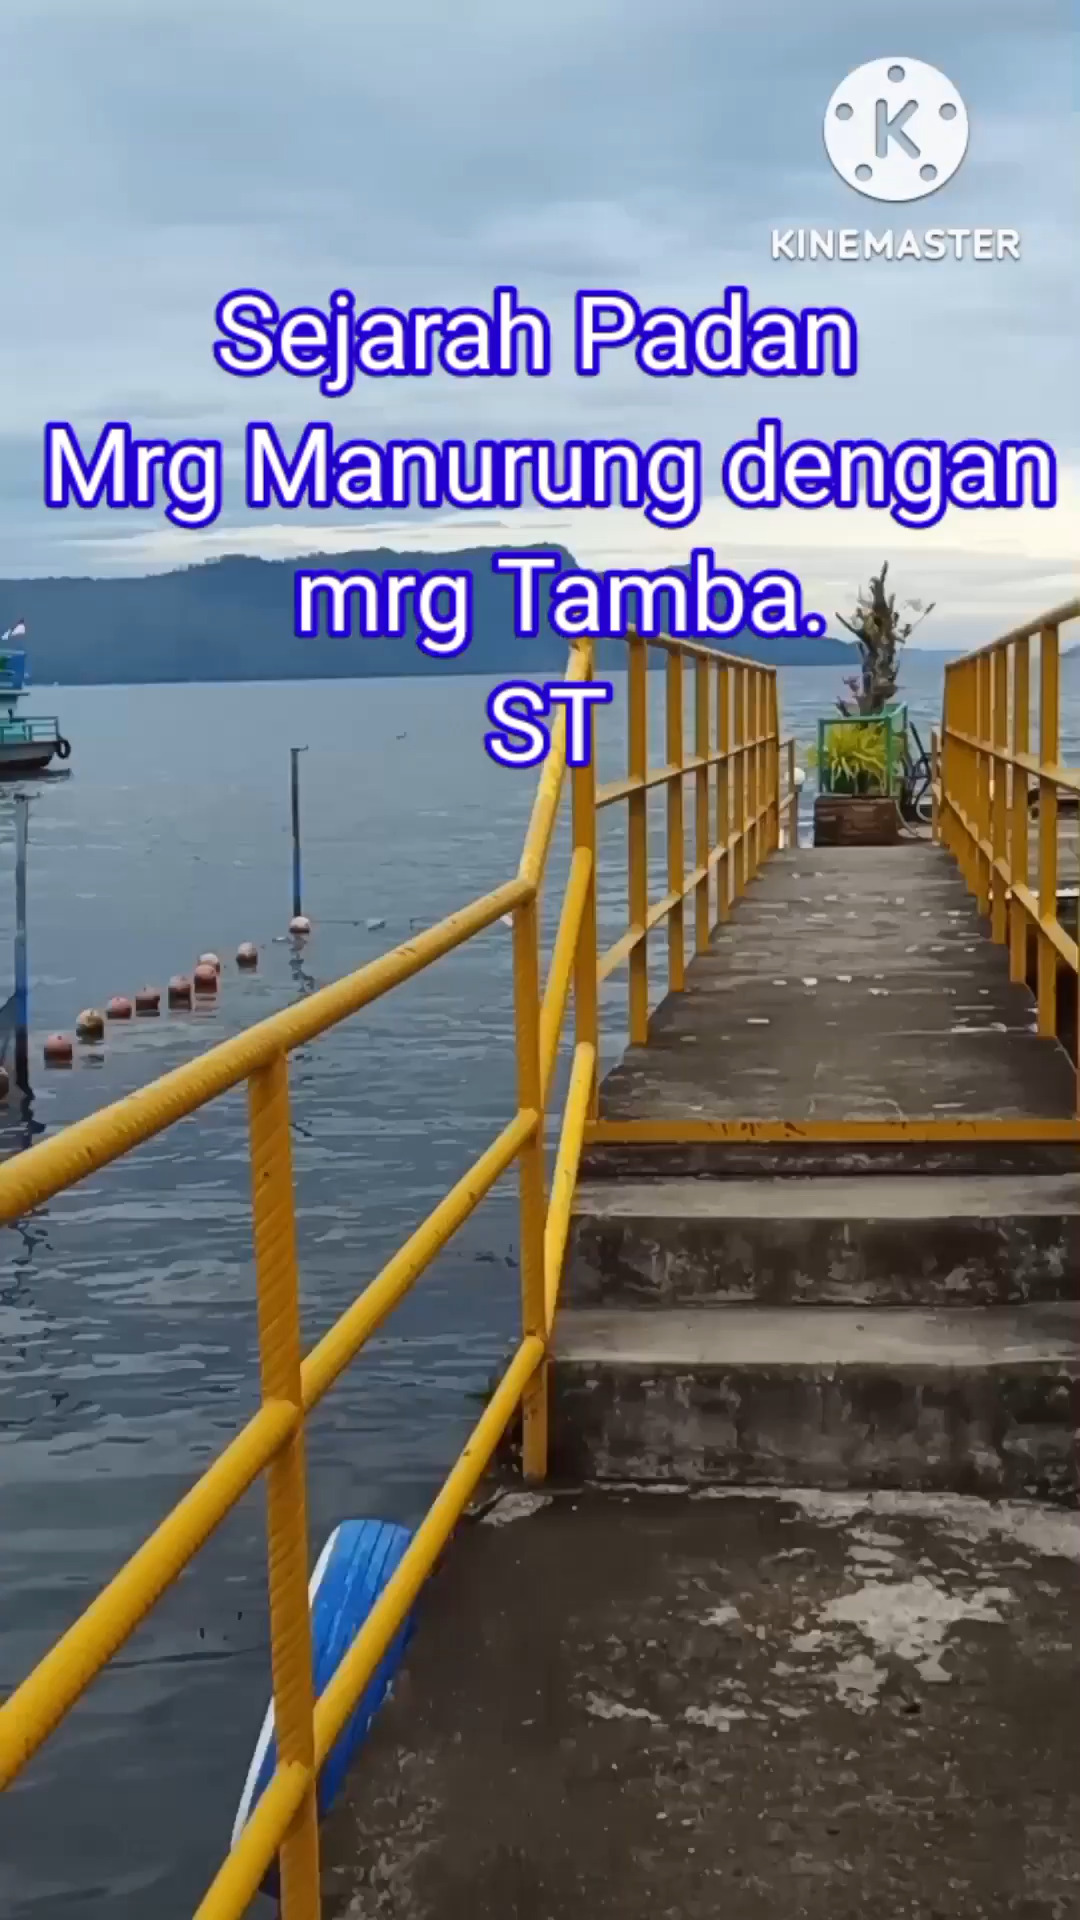 K
KINEMASTER
Sejarah Padan
Mrg Manurung dengan
mrg Tamba.
ST